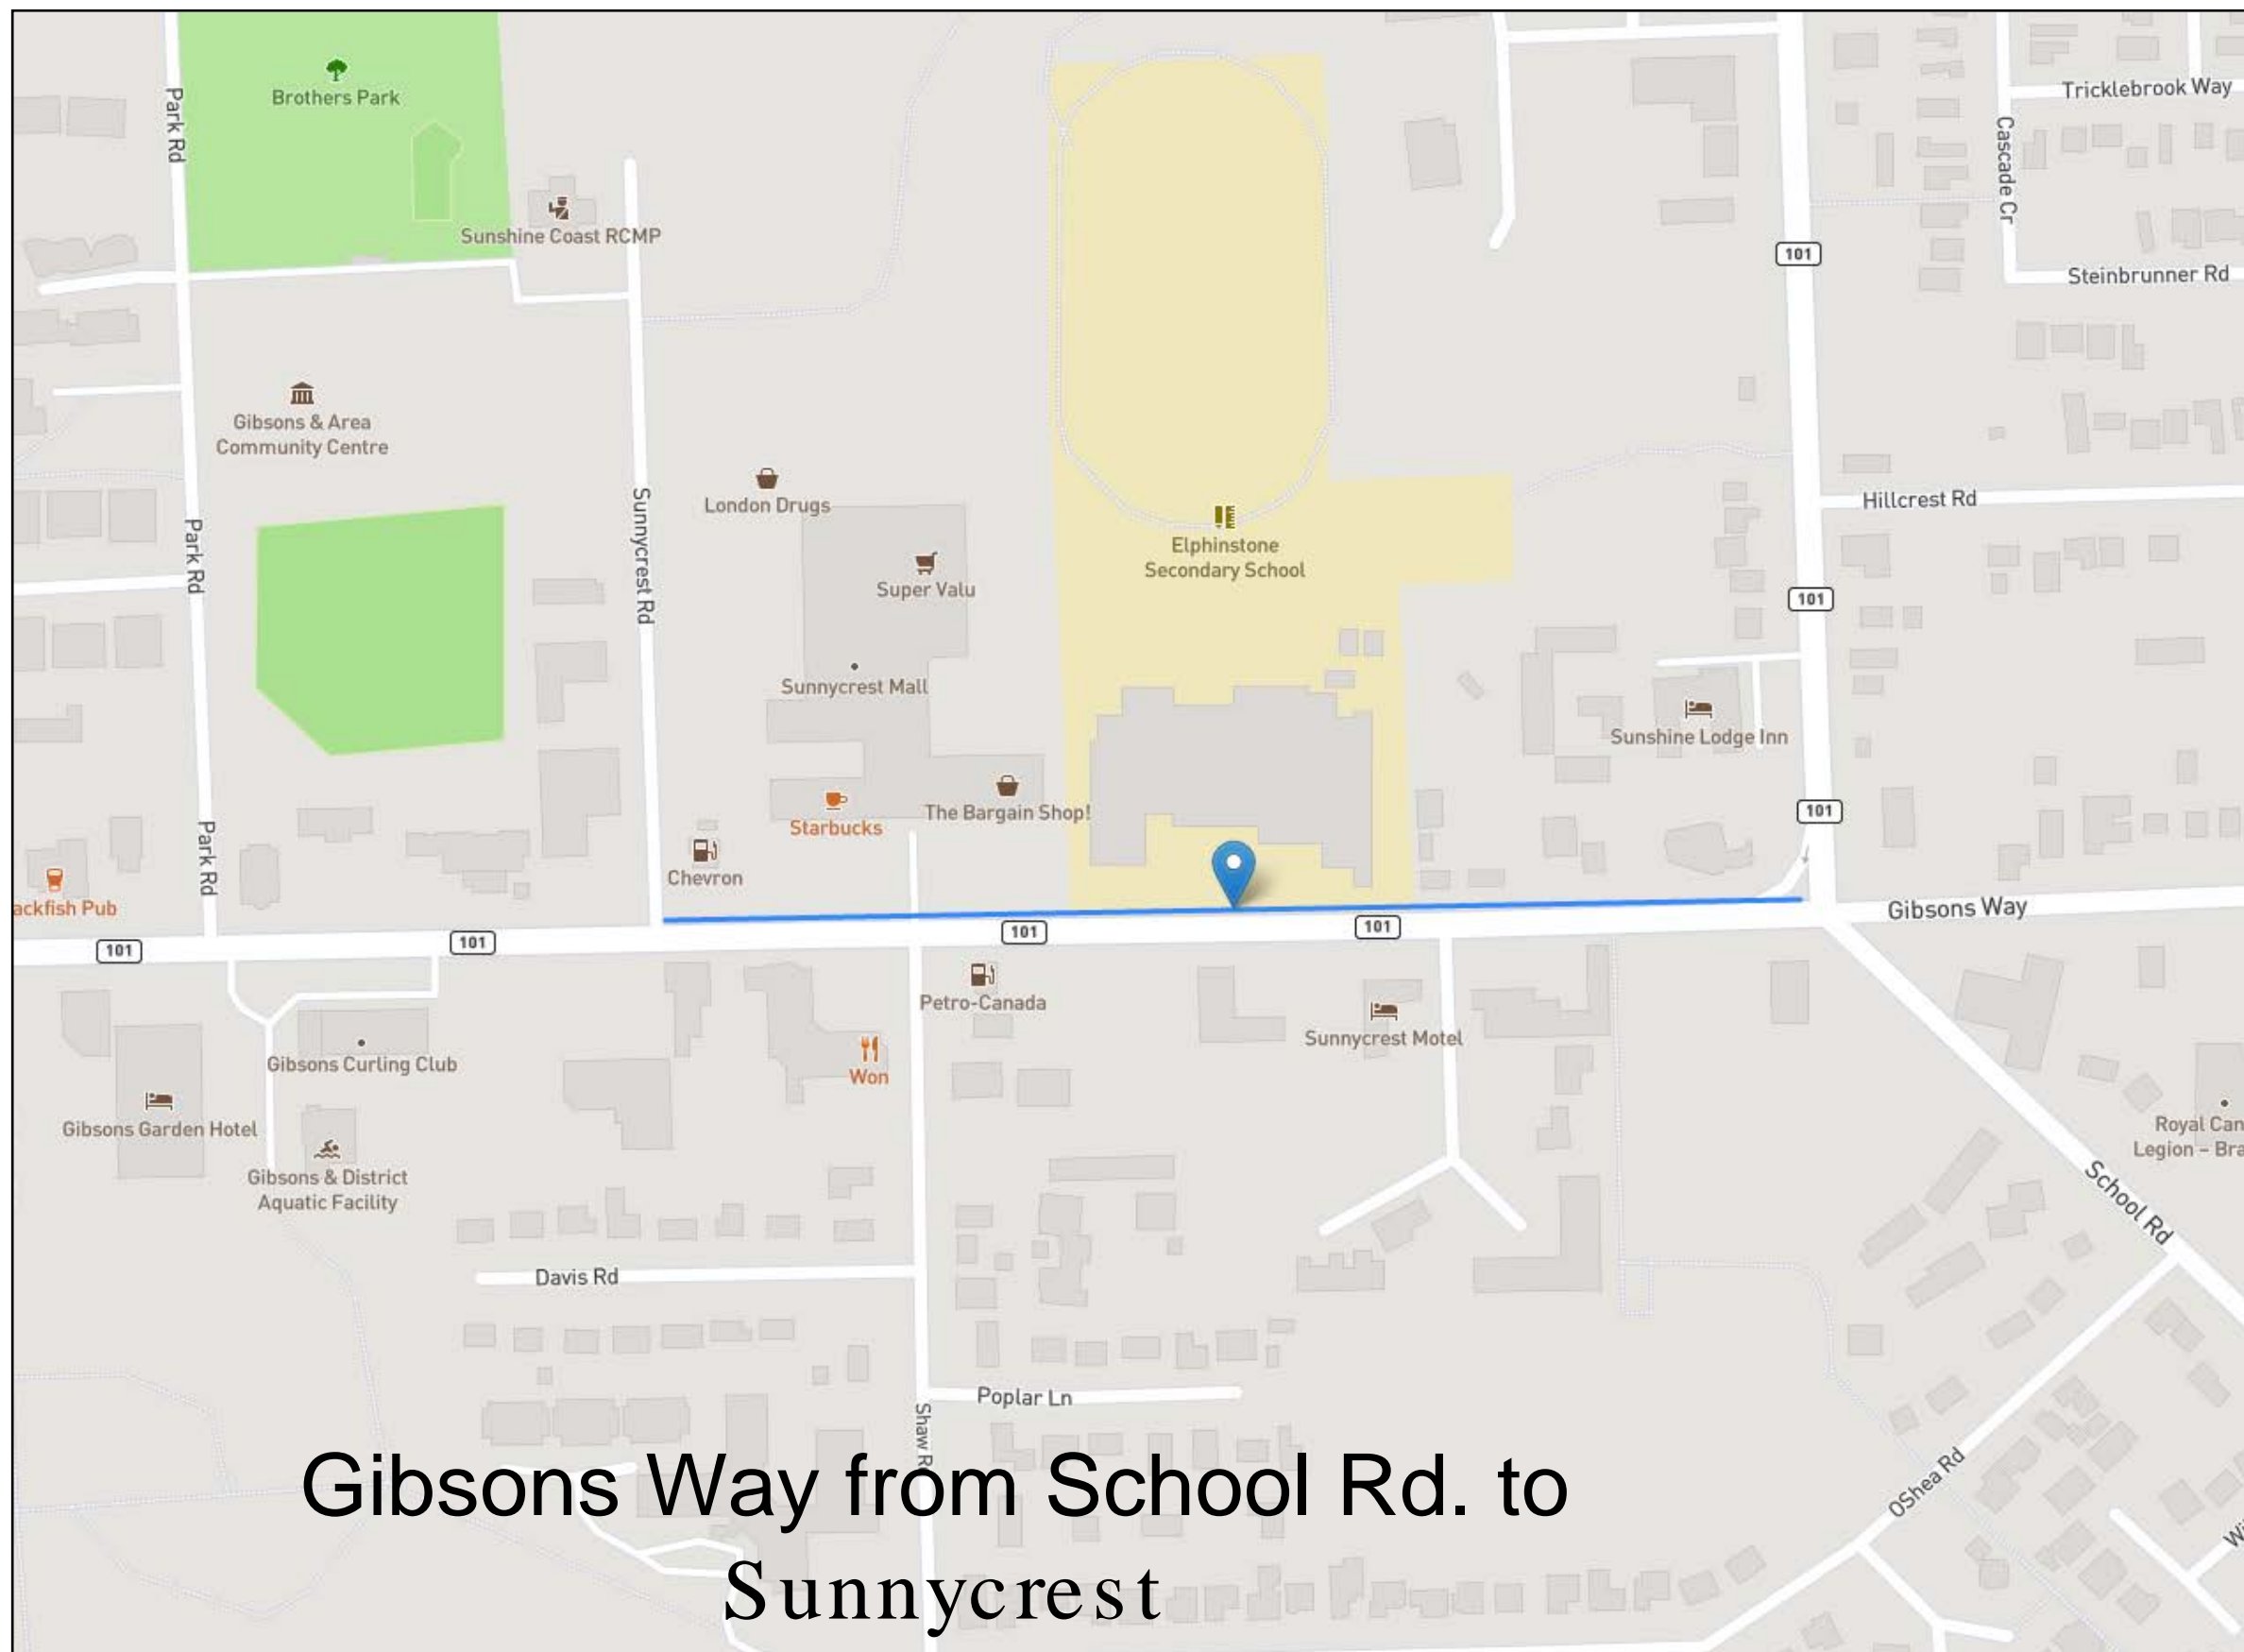 Park Rd
Brothers Park
Sunshine Coast RCMP
101
Cascade Cr
Tricklebrook Way
Steinbrunner Rd
Gibsons & Area
Community Centre
Park Rd
Sunnycrest Rd
London Drugs
Super Valu
Sunnycrest Mall
Elphinstone
Secondary School
Hillcrest Rd
101
Sunshine Lodge Inn
101
Park Rd
ackfish Pub
Chevron
Starbucks
The Bargain Shop!
Gibsons Way
101
101
101
101
Petro-Canada
Sunnycrest Motel
Gibsons Curling Club
Won
Gibsons Garden Hotel
Gibsons & District
Aquatic Facility
Royal Can
Legion – Bra
School Rd
Davis Rd
Poplar Ln
Shaw R
OShea Rd
Wi
Gibsons Way from School Rd. to
Sunnycrest